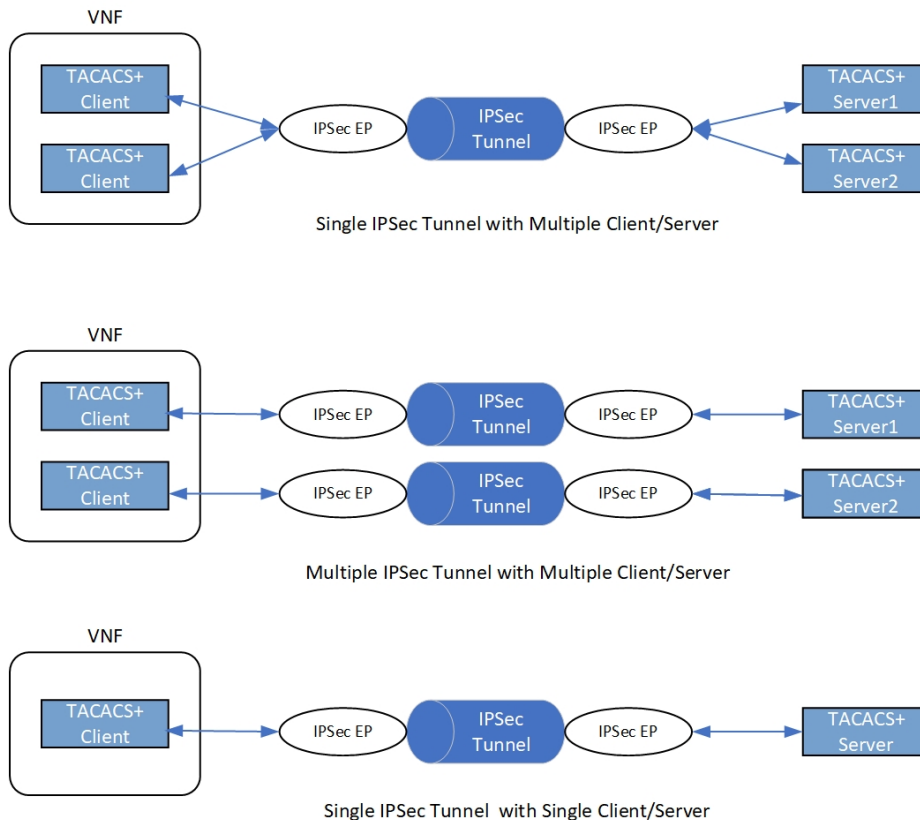 VNF
TACACS+
Client
TACACS+
Client
IPSec EP
IPSec
Tunnel
IPSec EP
TACACS+
Server1
TACACS+
Server2
Single IPSec Tunnel with Multiple Client/Server
VNF
TACACS+
Client
IPSec EP
IPSec
Tunnel
IPSec EP
TACACS+
Server1
TACACS+
Client
IPSec EP
IPSec
Tunnel
IPSec EP
TACACS+
Server2
Multiple IPSec Tunnel with Multiple Client/Server
VNF
TACACS+
Client
IPSec EP
IPSec
Tunnel
IPSec EP
TACACS+
Server
Single IPSec Tunnel with Single Client/Server